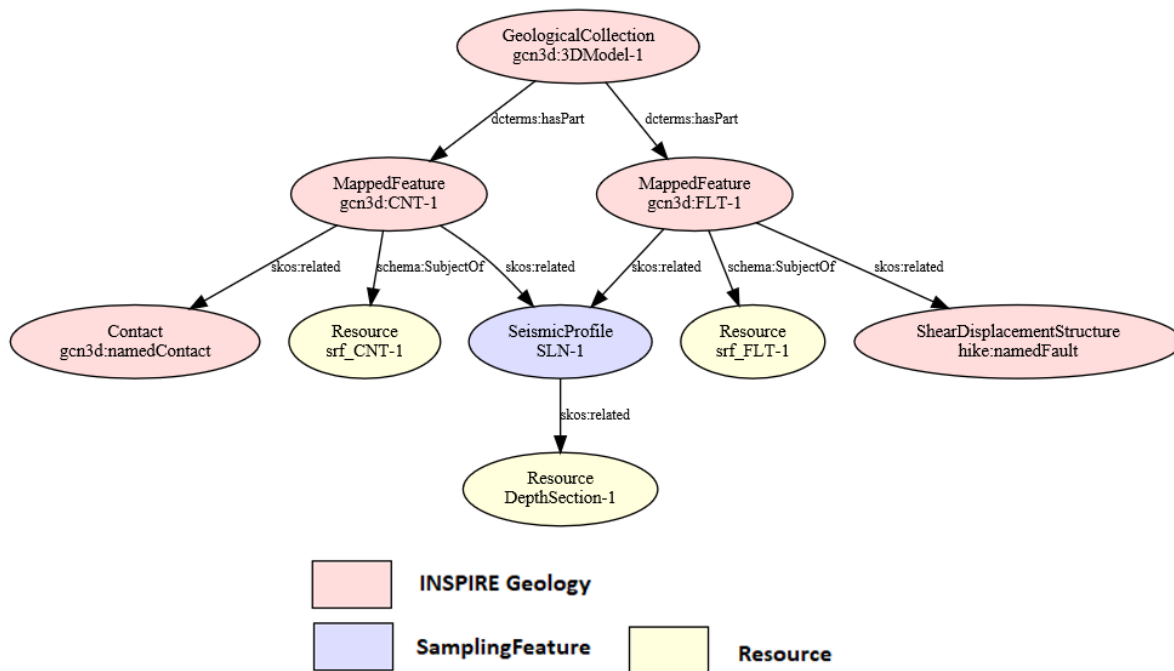 GeologicalCollection
gcn3d:3DModel-1
dcterms:hasPart
dcterms:hasPart
MappedFeature
gcn3d:CNT-1
MappedFeature
gcn3d:FLT-1
skos:related
schema:SubjectOf
skos:related
skos:related
schema:SubjectOf
skos:related
Contact
gcn3d:namedContact
Resource
srf_CNT-1
SeismicProfile
SLN-1
Resource
srf_FLT-1
ShearDisplacementStructure
hike:namedFault
skos:related
Resource
DepthSection-1
INSPIRE Geology
SamplingFeature
Resource